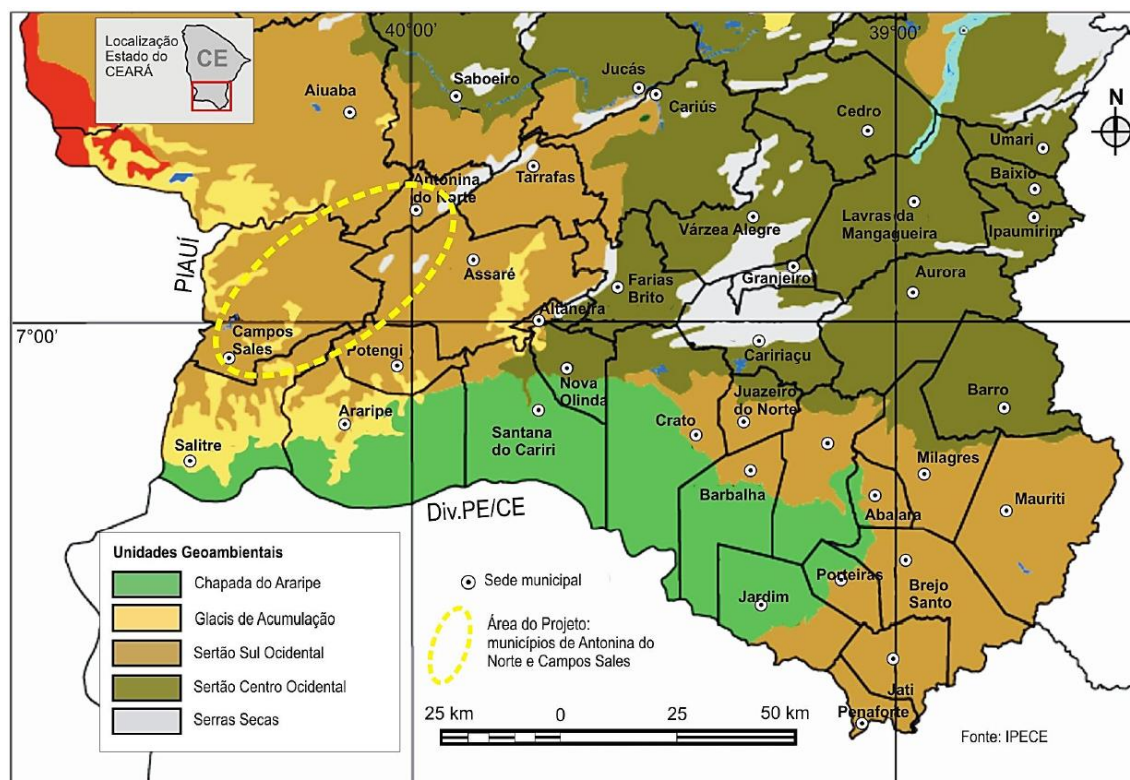 Localização
Estado do
CEARÁ
CE
40°00'
39°00'
N
Aiuaba
Saboeiro
Jucás
Cariús
Cedro
Umari
Baixio
Ipaumirim
Antonina
do Norte
Tarrafas
Várzea Alegre
Lavras da
Mangagueira
PIAUÍ
Assaré
Farias
Brito
Granjeiro
Aurora
Altaneira
7°00'
Campos
Sales
Potengi
Nova
Olinda
Caririaçu
Barro
Juazeiro
do Norte
Crato
Araripe
Salitre
Santana
do Cariri
Milagres
Barbalha
Abaiara
Mauriti
Div.PE/CE
Porteiras
Brejo
Santo
Jardim
Jati
Penaforte
Unidades Geoambientais
Chapada do Araripe
Glacis de Acumulação
Sertão Sul Ocidental
Sertão Centro Ocidental
Serras Secas
Sede municipal
Área do Projeto:
municípios de Antonina do
Norte e Campos Sales
25 km
0
25
50 km
Fonte: IPECE